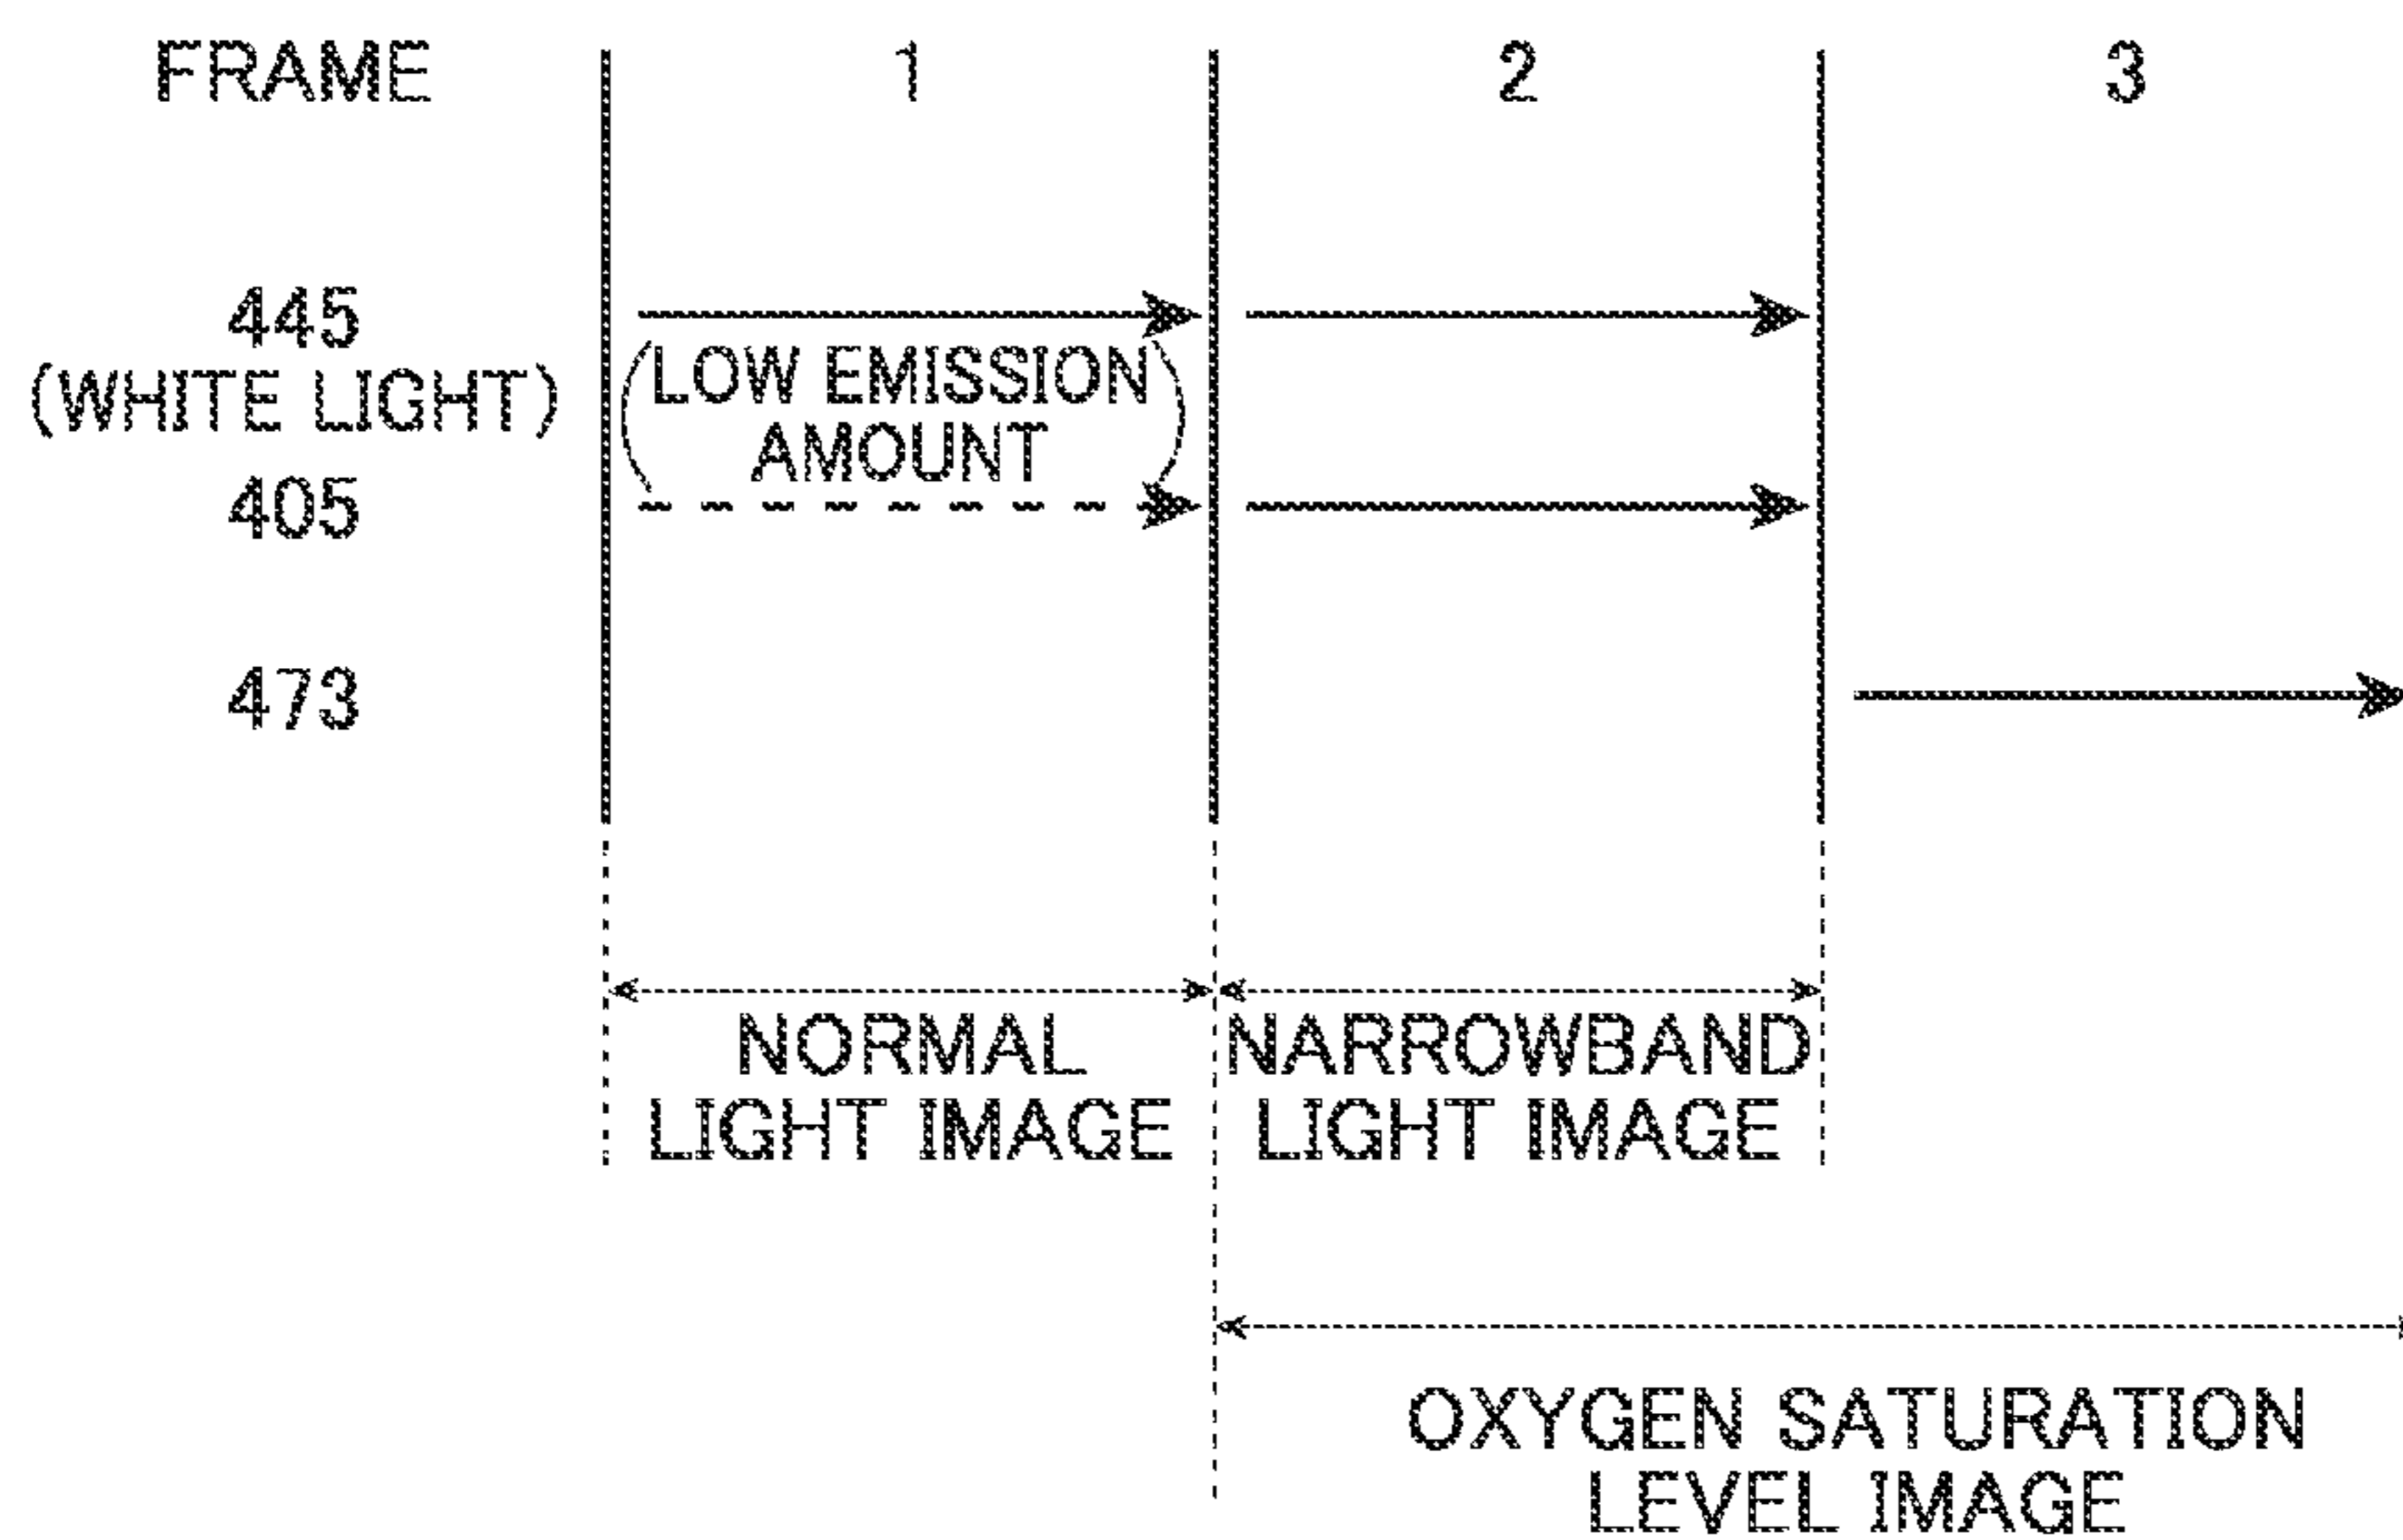 FRAME 1 2 3
445
(WHITE LIGHT)
(LOW EMISSION
AMOUNT)
405
473
NORMAL
LIGHT IMAGE
NARROWBAND
LIGHT IMAGE
OXYGEN SATURATION
LEVEL IMAGE